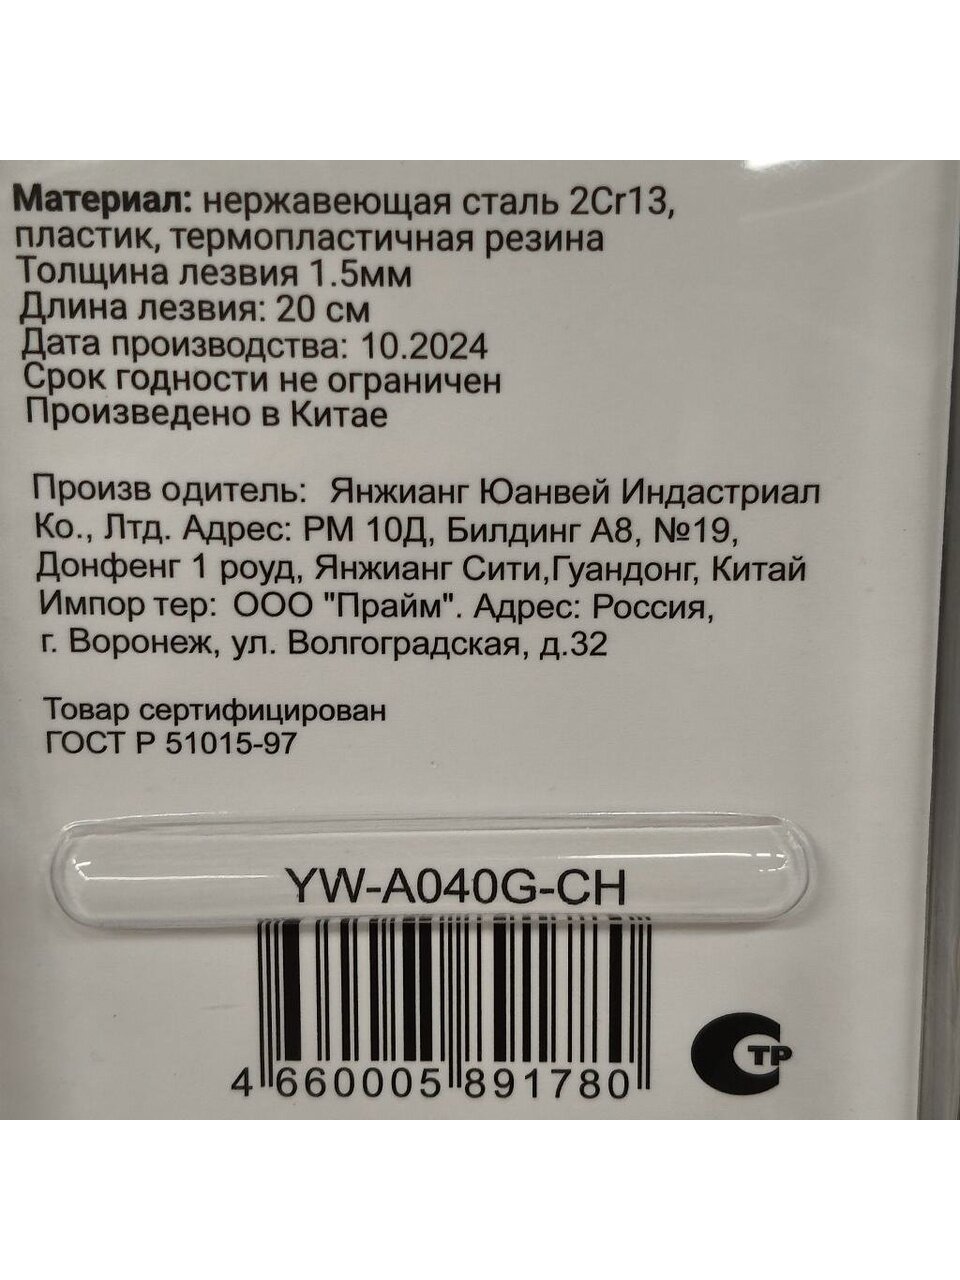 Материал: нержавеющая сталь 2Cr13,
пластик, термопластичная резина
Толщина лезвия 1.5мм
Длина лезвия: 20 см
Дата производства: 10.2024
Срок годности не ограничен
Произведено в Китае
Произв одитель: Янжианг Юанвей Индастриал
Ко., Лтд. Адрес: РМ 10Д, Билдинг А8, №19,
Донфенг 1 роуд, Янжианг Сити,Гуандонг, Китай
Импор тер: ООО "Прайм". Адрес: Россия,
г. Воронеж, ул. Волгоградская, д.32
Товар сертифицирован
ГОСТ Р 51015-97
YW-A040G-CH
4 660005 891780
СТР